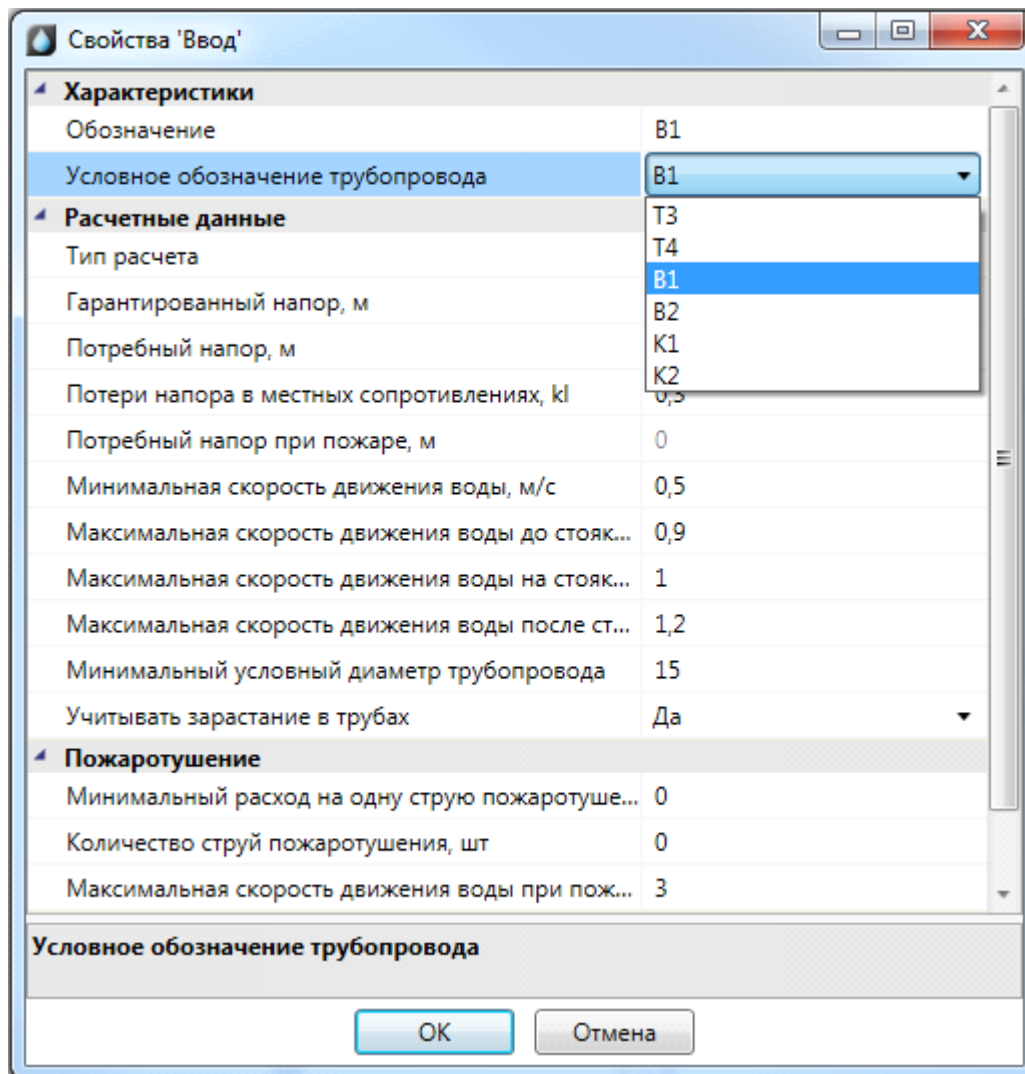 Свойства 'Ввод'
Характеристики
Обозначение В1
Условное обозначение трубопровода В1
Расчетные данные
Т3
Тип расчета
Т4
В1
Гарантированный напор, м
В2
Потребный напор, м
К1
К2
Потери напора в местных сопротивлениях, kl 0,3
Потребный напор при пожаре, м 0
Минимальная скорость движения воды, м/с 0,5
Максимальная скорость движения воды до стояк... 0,9
Максимальная скорость движения воды на стояк... 1
Максимальная скорость движения воды после ст... 1,2
Минимальный условный диаметр трубопровода 15
Учитывать зарастание в трубах Да
Пожаротушение
Минимальный расход на одну струю пожаротуше... 0
Количество струй пожаротушения, шт 0
Максимальная скорость движения воды при пож... 3
Условное обозначение трубопровода
ОК Отмена